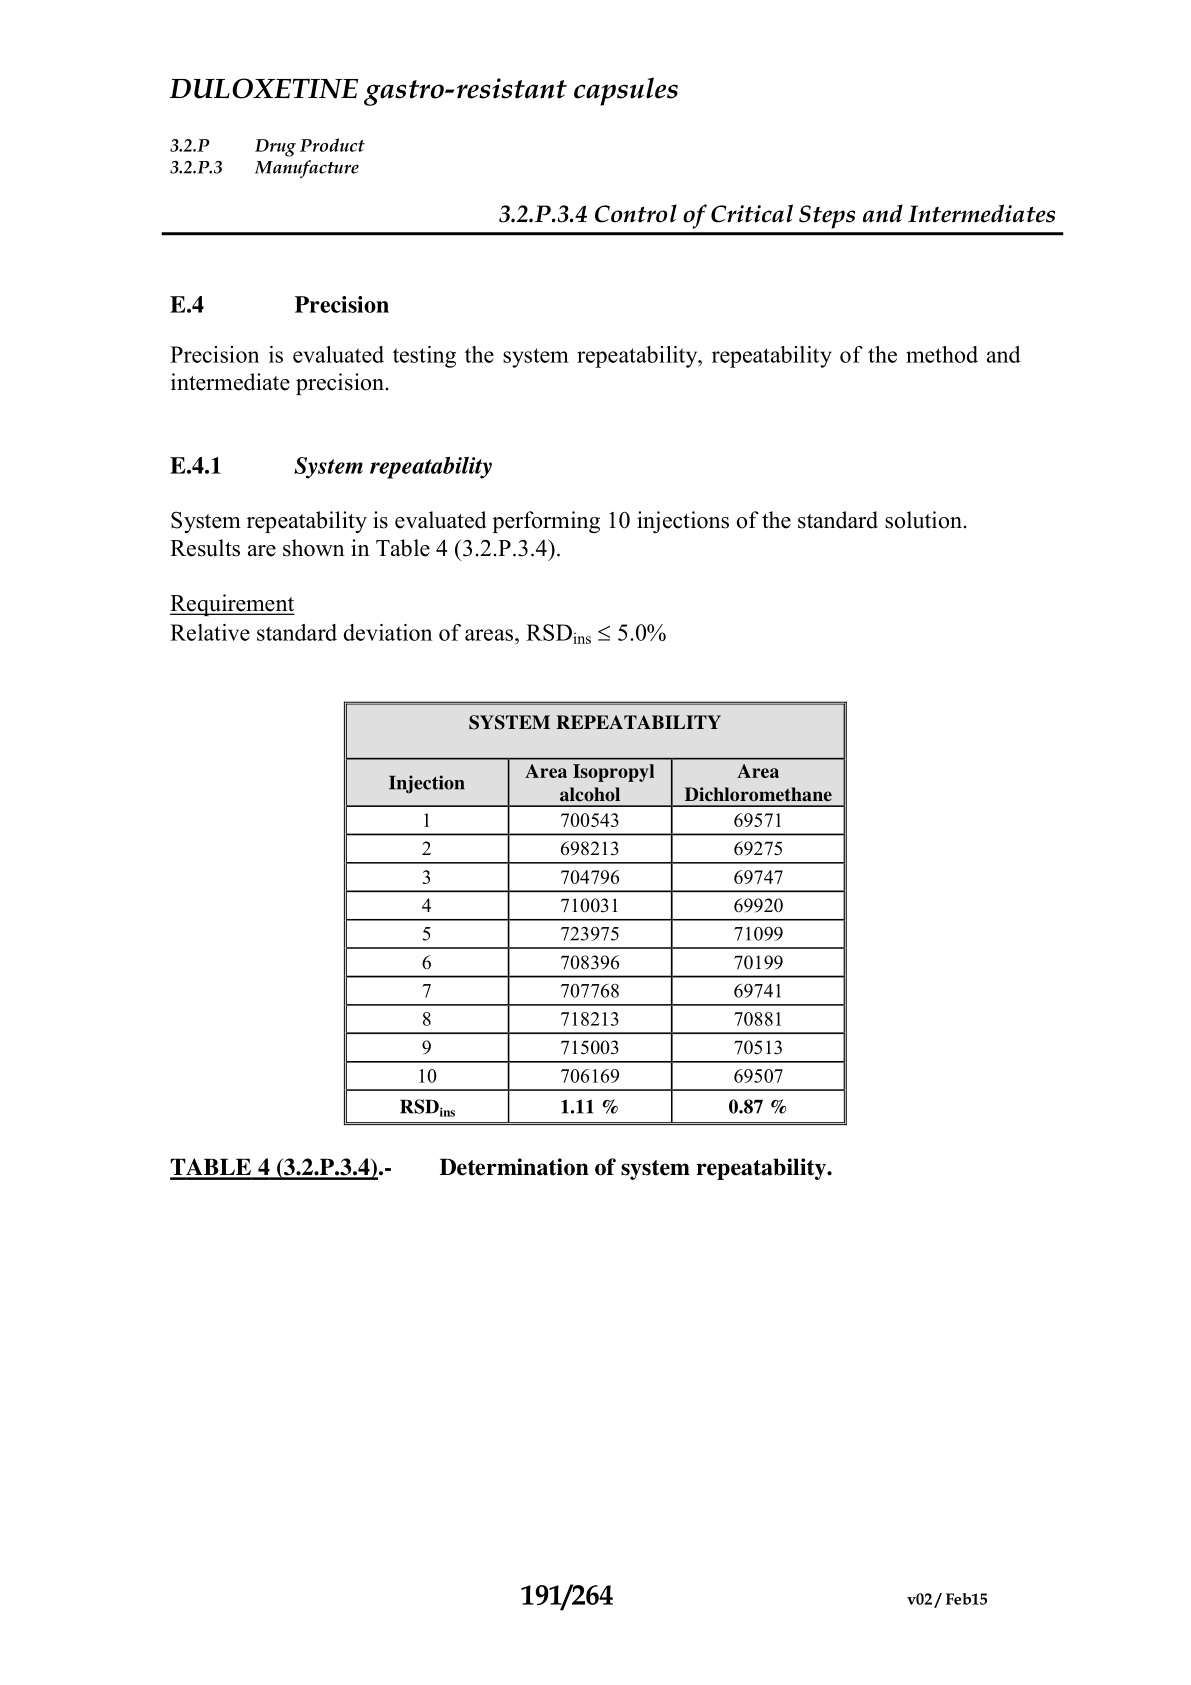 DULOXETINE gastro-resistant capsules
3.2.P Drug Product
3.2.P.3 Manufacture
3.2.P.3.4 Control of Critical Steps and Intermediates
E.4 Precision
Precision is evaluated testing the system repeatability, repeatability of the method and
intermediate precision.
E.4.1 System repeatability
System repeatability is evaluated performing 10 injections of the standard solution.
Results are shown in Table 4 (3.2.P.3.4).
Requirement
Relative standard deviation of areas, RSDins ≤ 5.0%
SYSTEM REPEATABILITY
Injection Area Isopropyl alcohol Area Dichloromethane
1 700543 69571
2 698213 69275
3 704796 69747
4 710031 69920
5 723975 71099
6 708396 70199
7 707768 69741
8 718213 70881
9 715003 70513
10 706169 69507
RSDins 1.11 % 0.87 %
TABLE 4 (3.2.P.3.4).- Determination of system repeatability.
191/264 v02 / Feb15